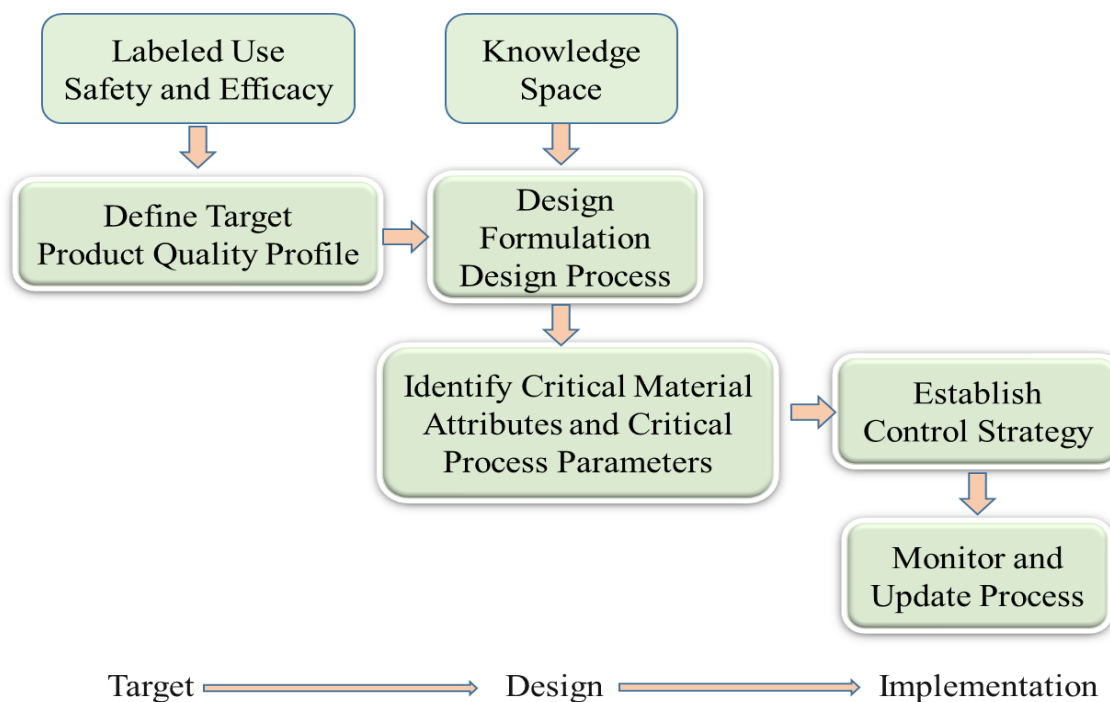 Labeled Use
Safety and Efficacy
Knowledge
Space
Define Target
Product Quality Profile
Design
Formulation
Design Process
Identify Critical Material
Attributes and Critical
Process Parameters
Establish
Control Strategy
Monitor and
Update Process
Target
Design
Implementation